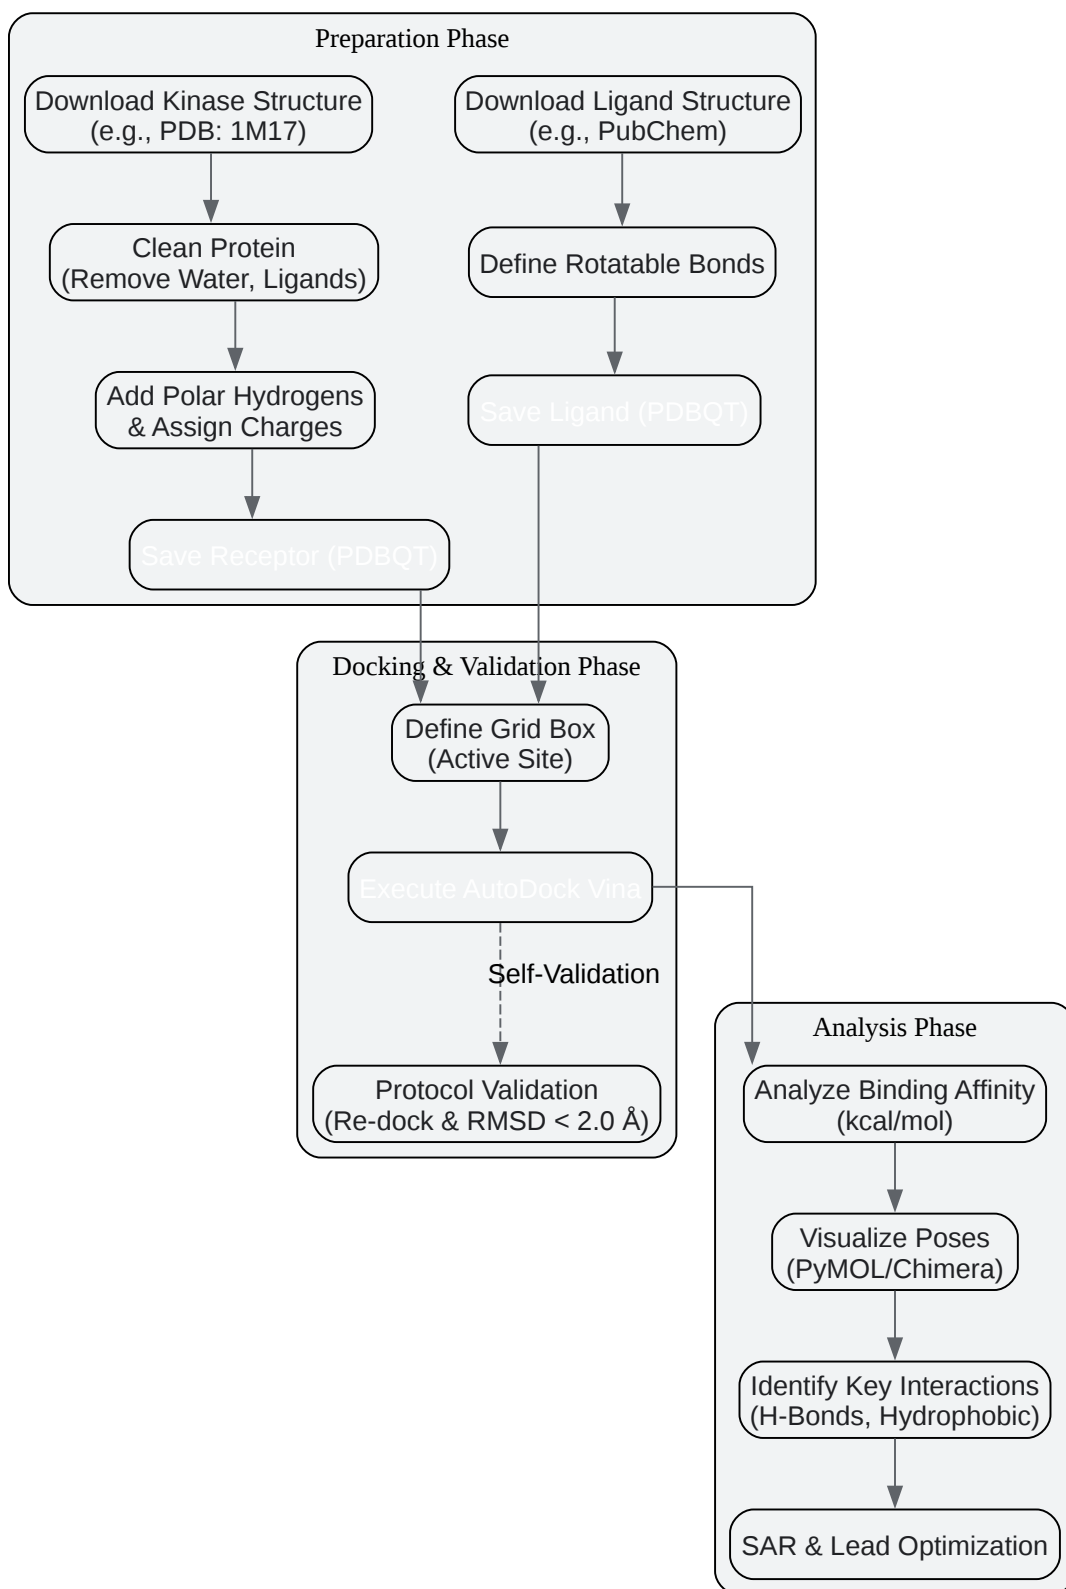 Preparation Phase
Download Kinase Structure
(e.g., PDB: 1M17)
Download Ligand Structure
(e.g., PubChem)
Clean Protein
(Remove Water, Ligands)
Define Rotatable Bonds
Add Polar Hydrogens
& Assign Charges
Save Ligand (PDBQT)
Save Receptor (PDBQT)
Docking & Validation Phase
Define Grid Box
(Active Site)
Execute AutoDock Vina
Self-Validation
Protocol Validation
(Re-dock & RMSD < 2.0 Å)
Analysis Phase
Analyze Binding Affinity
(kcal/mol)
Visualize Poses
(PyMOL/Chimera)
Identify Key Interactions
(H-Bonds, Hydrophobic)
SAR & Lead Optimization